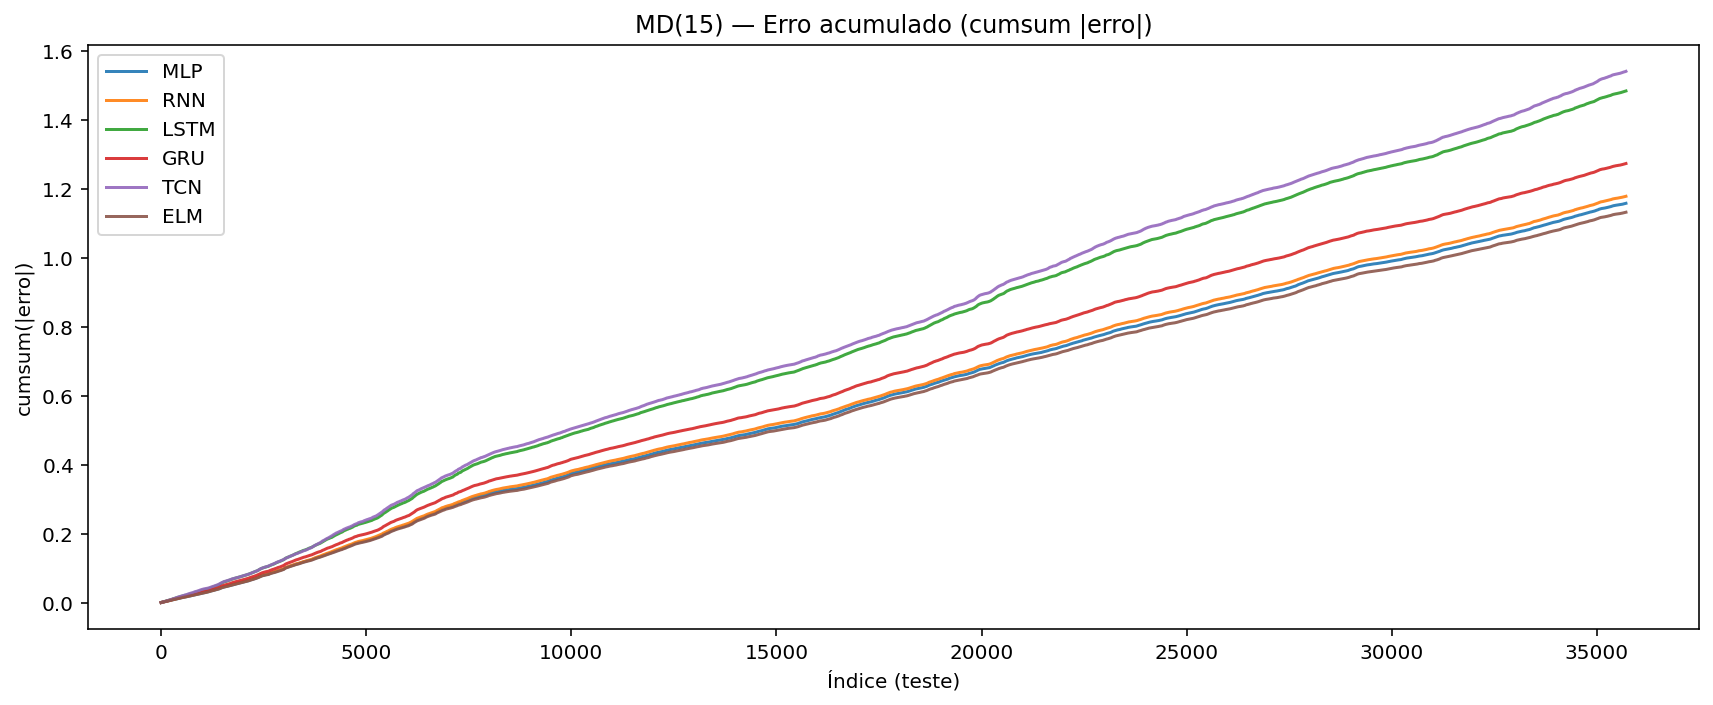 MD(15) — Erro acumulado (cumsum |erro|)
MLP
RNN
LSTM
GRU
TCN
ELM
cumsum(|erro|)
1.6
1.4
1.2
1.0
0.8
0.6
0.4
0.2
0.0
0 5000 10000 15000 20000 25000 30000 35000
Índice (teste)